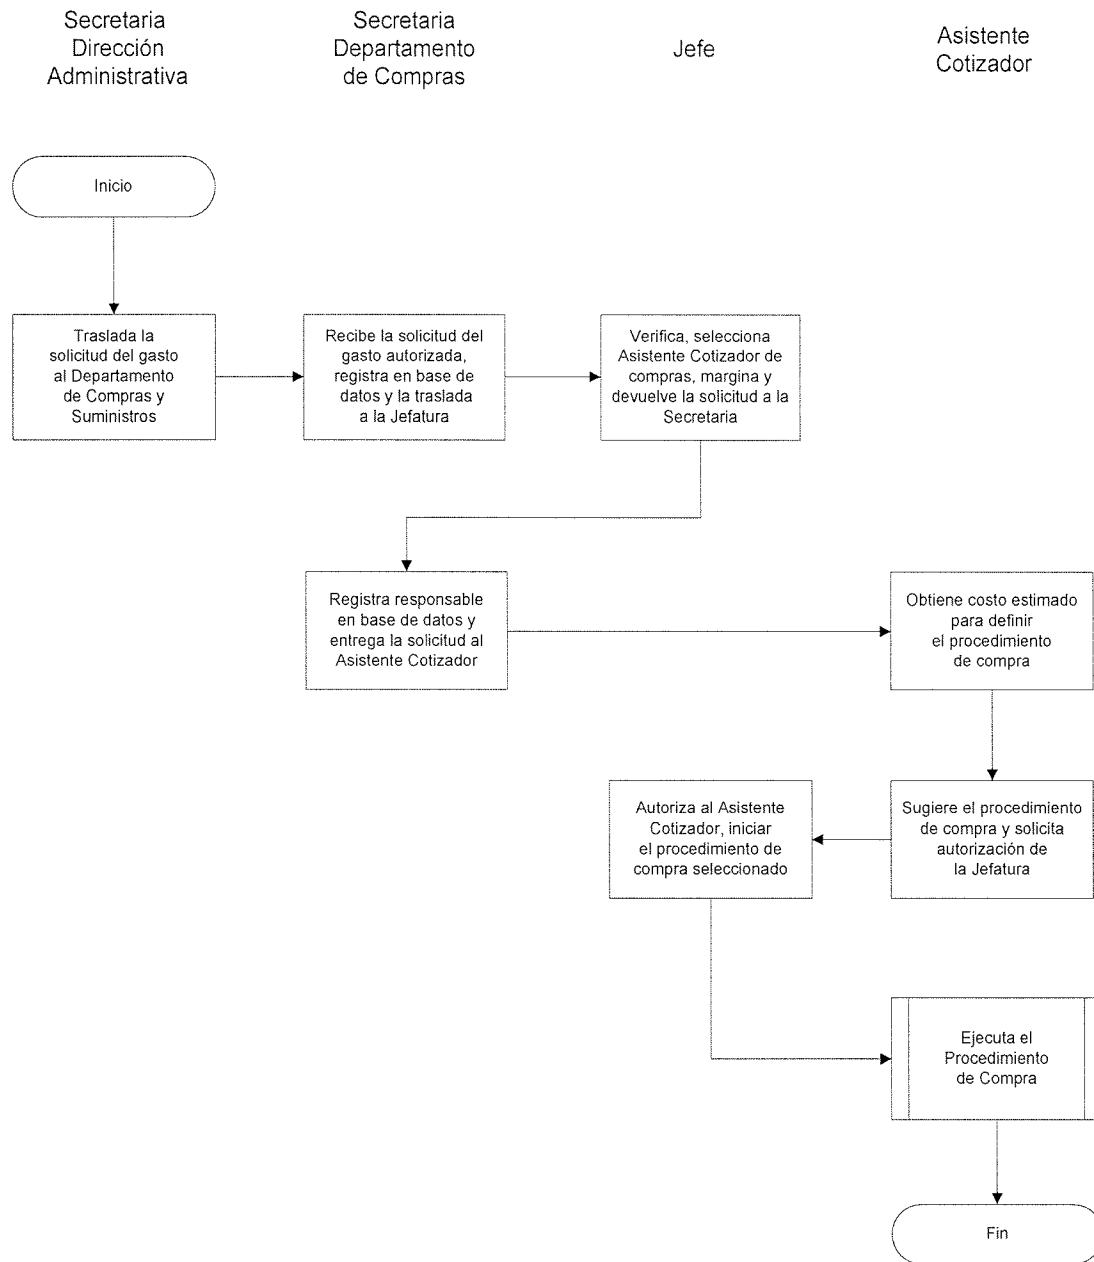 Secretaria
Dirección
Administrativa
Secretaria
Departamento
de Compras
Jefe
Asistente
Cotizador
Inicio
Traslada la
solicitud del gasto
al Departamento
de Compras y
Suministros
Recibe la solicitud del
gasto autorizada,
registra en base de
datos y la traslada
a la Jefatura
Verifica, selecciona
Asistente Cotizador de
compras, margina y
devuelve la solicitud a la
Secretaria
Registra responsable
en base de datos y
entrega la solicitud al
Asistente Cotizador
Obtiene costo estimado
para definir
el procedimiento
de compra
Autoriza al Asistente
Cotizador, iniciar
el procedimiento de
compra seleccionado
Sugiere el procedimiento
de compra y solicita
autorización de
la Jefatura
Ejecuta el
Procedimiento
de Compra
Fin